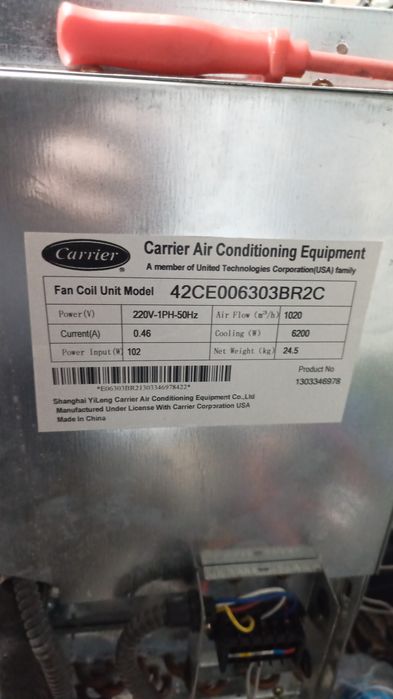 Carrier
Carrier Air Conditioning Equipment
A member of United Technologies Corporation(USA) family
Fan Coil Unit Model 42CE006303BR2C
Power(V) 220V-1PH-50Hz Air Flow (m³/h) 1020
Current(A) 0.46 Cooling (W) 6200
Power Input(W) 102 Net Weight (kg) 24.5
Product No
1303346978
*E06303BR21303346978422*
Shanghai YiLeng Carrier Air Conditioning Equipment Co.,Ltd
Manufactured Under License With Carrier Corporation USA
Made In China